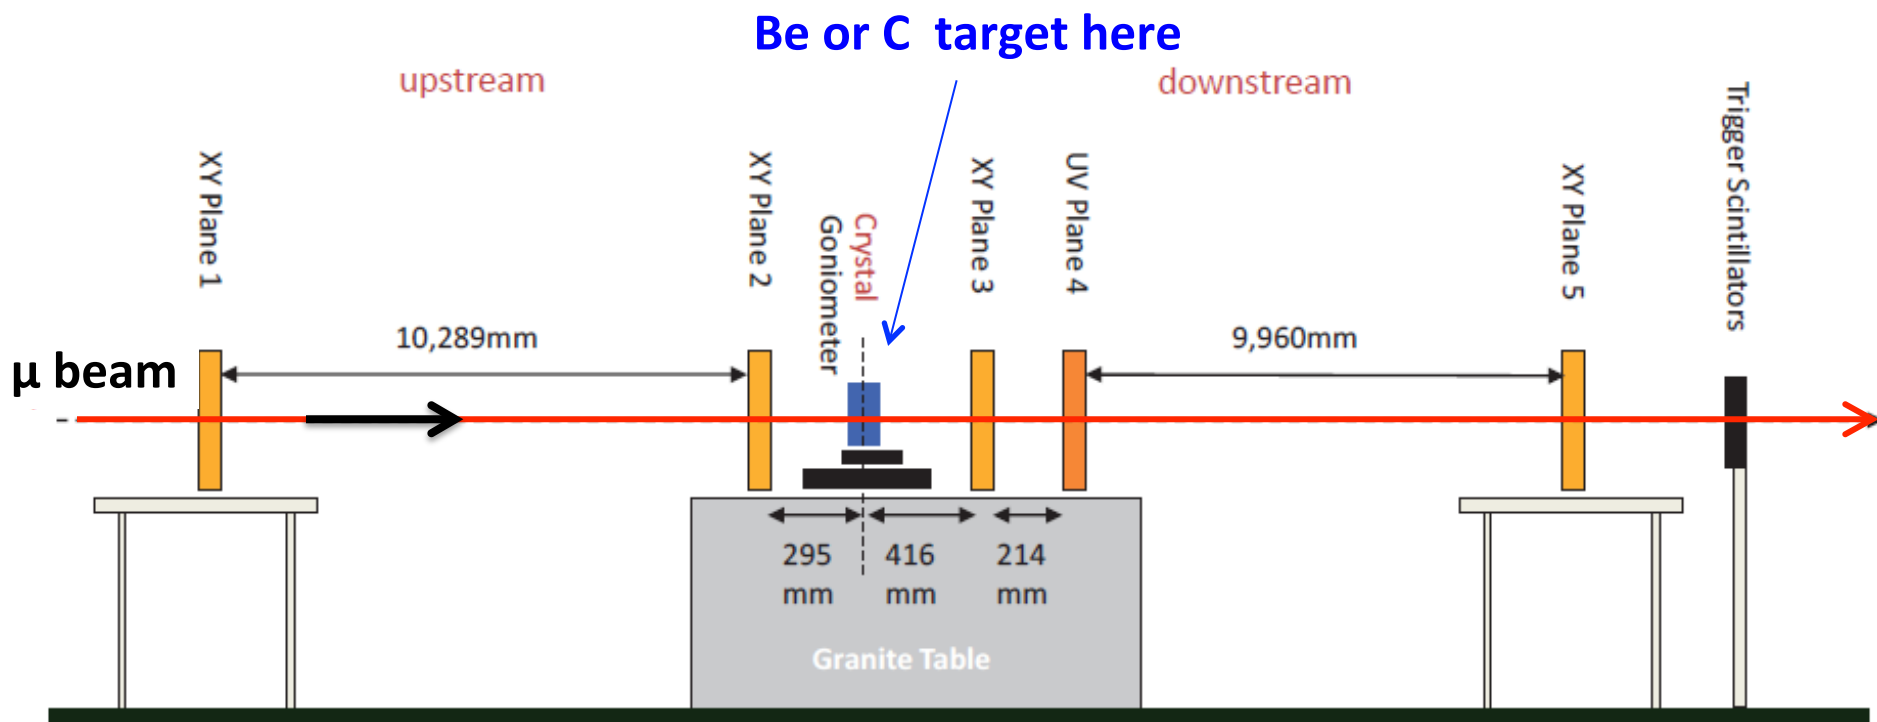 Be or C target here
upstream
downstream
XY Plane 1
XY Plane 2
Goniometer
Crystal
XY Plane 3
UV Plane 4
XY Plane 5
Trigger Scintillators
10,289mm
9,960mm
μ beam
295
mm
416
mm
214
mm
Granite Table